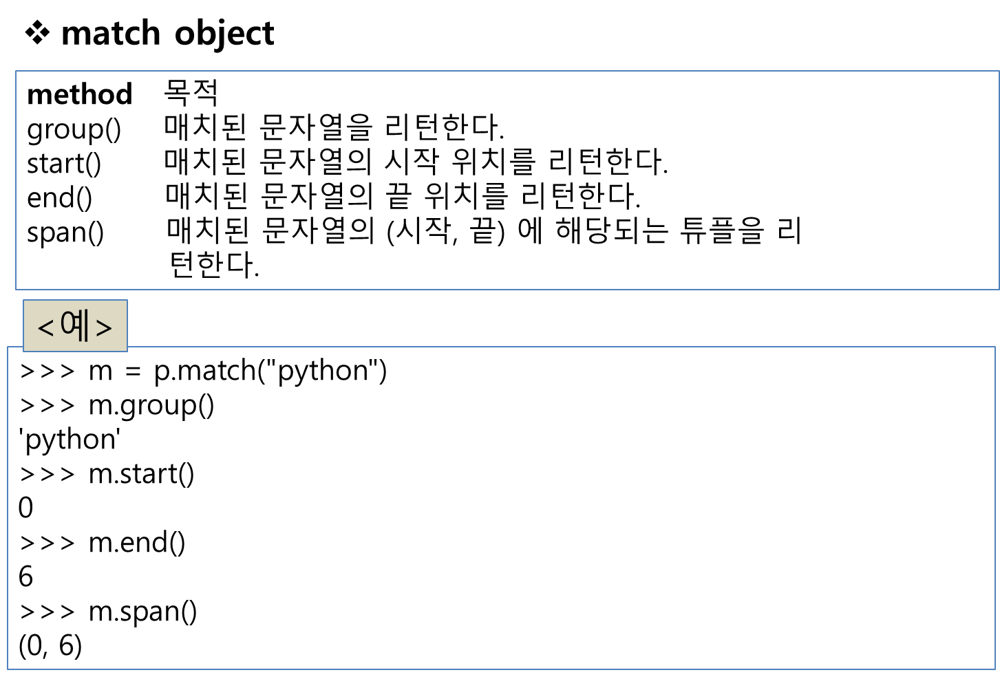 ❖ match object
method 목적
group() 매치된 문자열을 리턴한다.
start() 매치된 문자열의 시작 위치를 리턴한다.
end() 매치된 문자열의 끝 위치를 리턴한다.
span() 매치된 문자열의 (시작, 끝) 에 해당되는 튜플을 리
턴한다.
<예>
>>> m = p.match("python")
>>> m.group()
'python'
>>> m.start()
0
>>> m.end()
6
>>> m.span()
(0, 6)